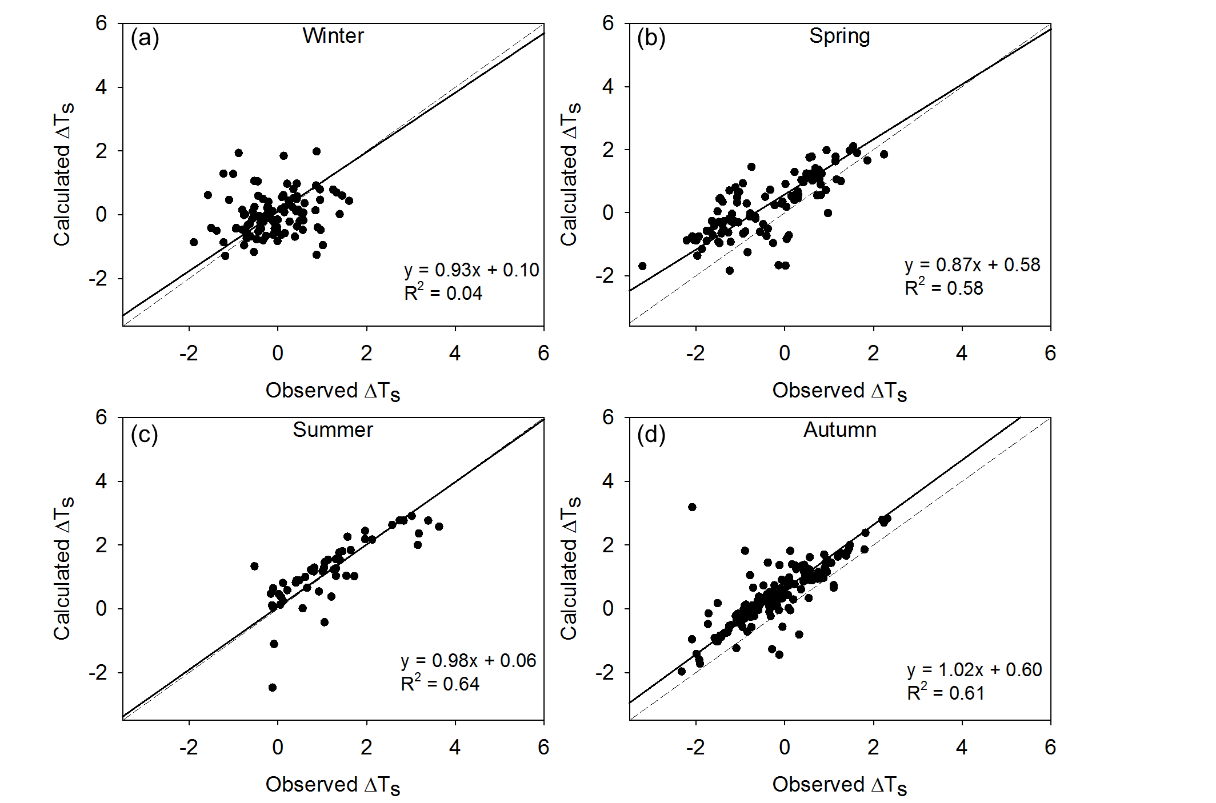 (a) Winter
6
4
2
0
-2
Calculated ΔTs
y = 0.93x + 0.10
R² = 0.04
-2 0 2 4 6
Observed ΔTs
(b) Spring
6
4
2
0
-2
Calculated ΔTs
y = 0.87x + 0.58
R² = 0.58
-2 0 2 4 6
Observed ΔTs
(c) Summer
6
4
2
0
-2
Calculated ΔTs
y = 0.98x + 0.06
R² = 0.64
-2 0 2 4 6
Observed ΔTs
(d) Autumn
6
4
2
0
-2
Calculated ΔTs
y = 1.02x + 0.60
R² = 0.61
-2 0 2 4 6
Observed ΔTs